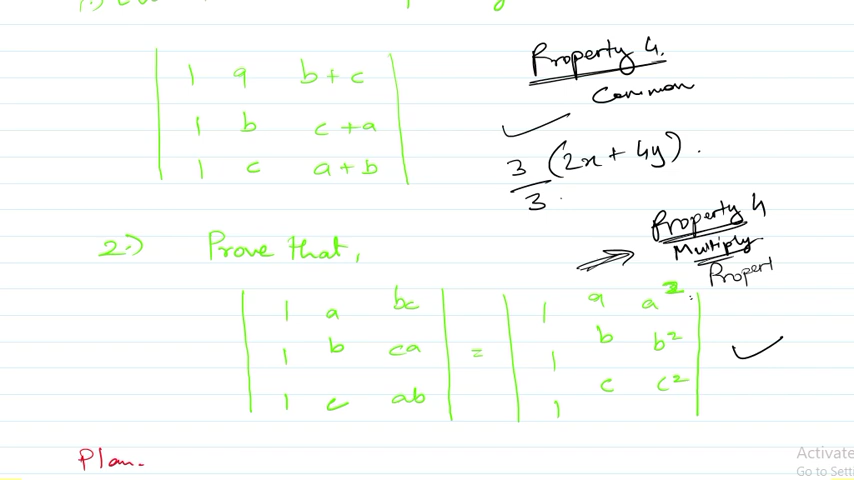 1 a b + c
1 b c + a
1 c a + b
Property 4.
Common
3/3 (2x + 4y).
Property 4
Multiply
Propert
2.) Prove that,
1 a bc = 1 a a²
1 b ca 1 b b²
1 c ab 1 c c²
Plan.
Activate
Go to Setti